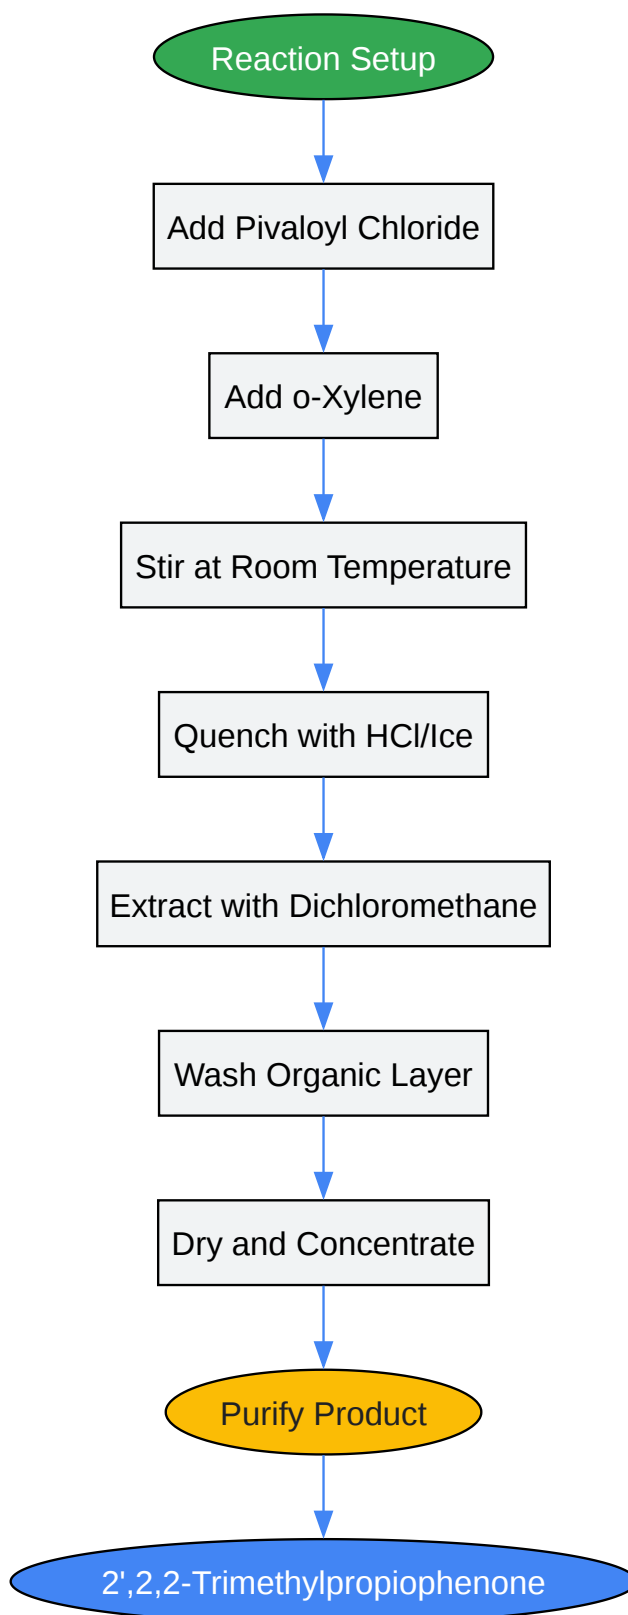 Reaction Setup
Add Pivaloyl Chloride
Add o-Xylene
Stir at Room Temperature
Quench with HCl/Ice
Extract with Dichloromethane
Wash Organic Layer
Dry and Concentrate
Purify Product
2',2,2-Trimethylpropiophenone